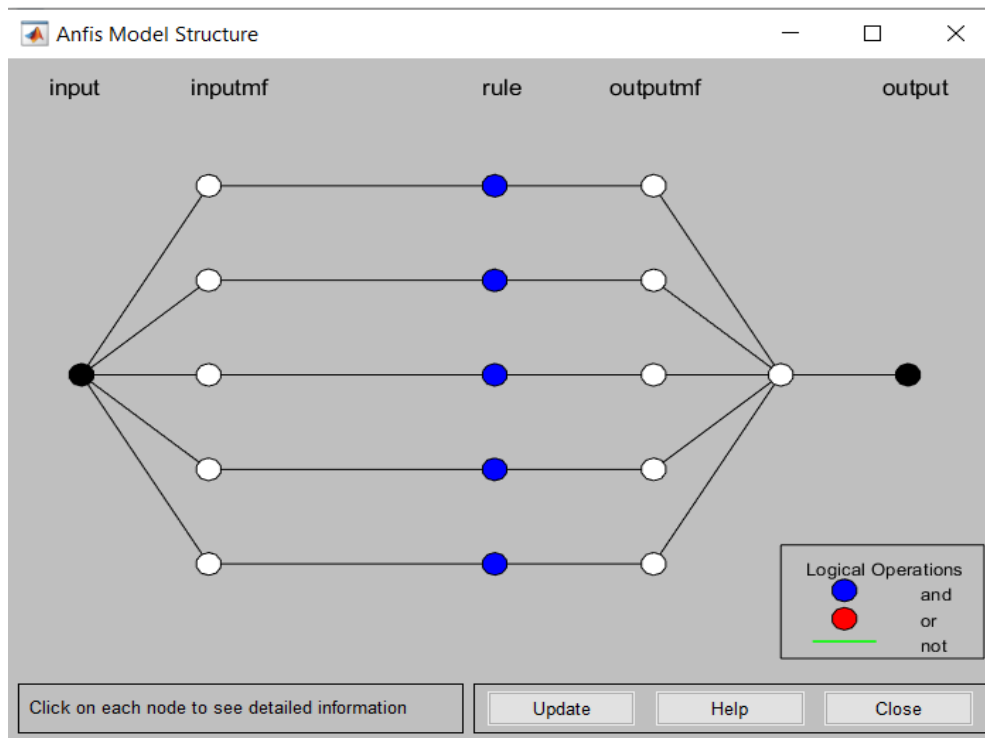 Anfis Model Structure
input inputmf rule outputmf output
Logical Operations
and
or
not
Click on each node to see detailed information
Update Help Close